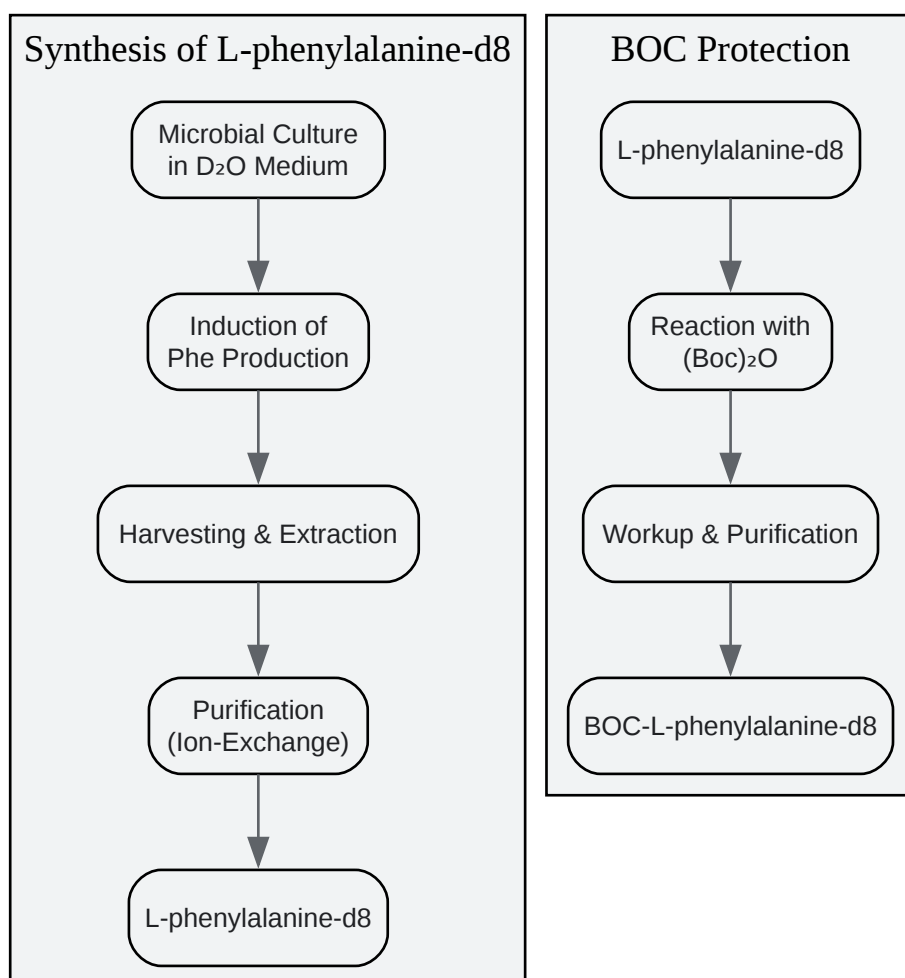 Synthesis of L-phenylalanine-d8
Microbial Culture
in D₂O Medium
Induction of
Phe Production
Harvesting & Extraction
Purification
(Ion-Exchange)
L-phenylalanine-d8
BOC Protection
L-phenylalanine-d8
Reaction with
(Boc)₂O
Workup & Purification
BOC-L-phenylalanine-d8